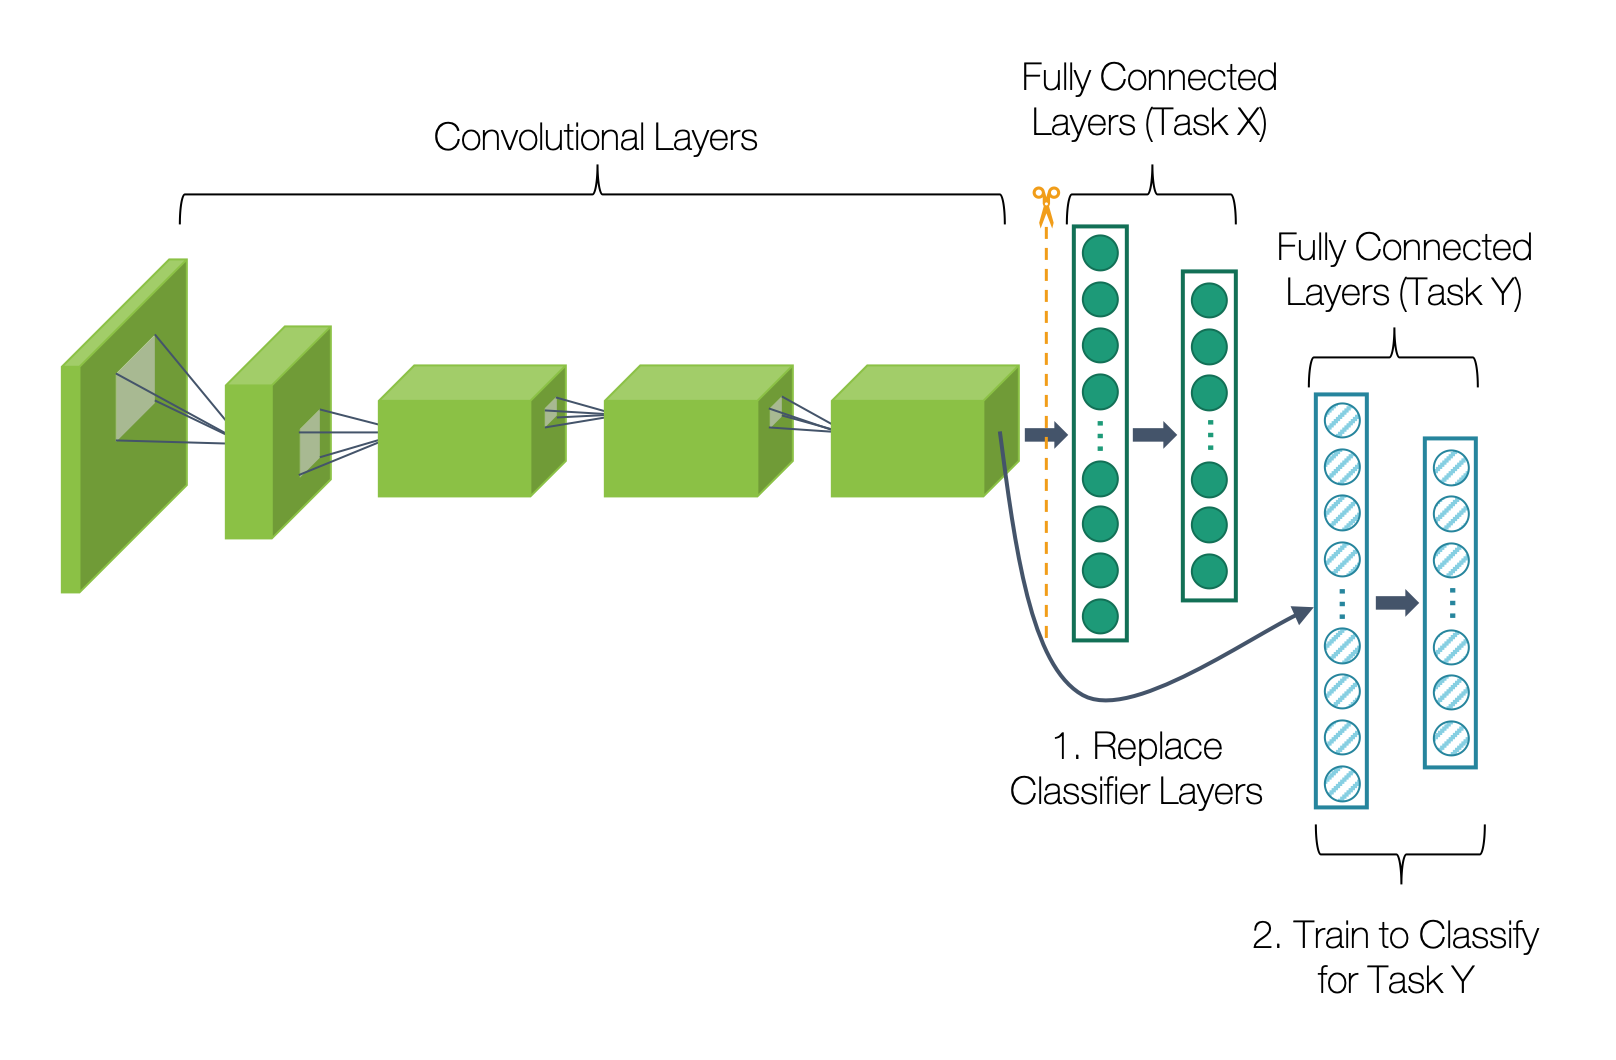 Convolutional Layers
Fully Connected
Layers (Task X)
Fully Connected
Layers (Task Y)
1. Replace
Classifier Layers
2. Train to Classify
for Task Y